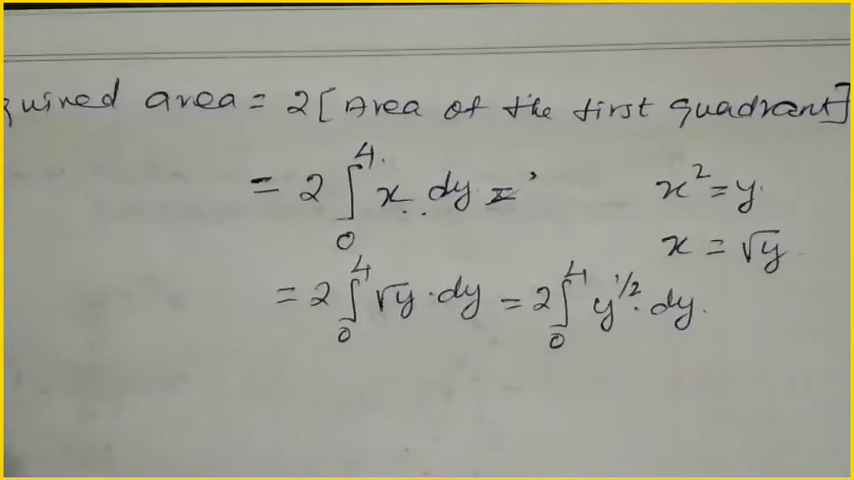 quired area = 2 [Area of the first quadrant]
= 2 ∫₀⁴ x. dy = x² = y.
x = √y
= 2 ∫₀⁴ √y . dy = 2 ∫₀⁴ y^1/2 . dy.